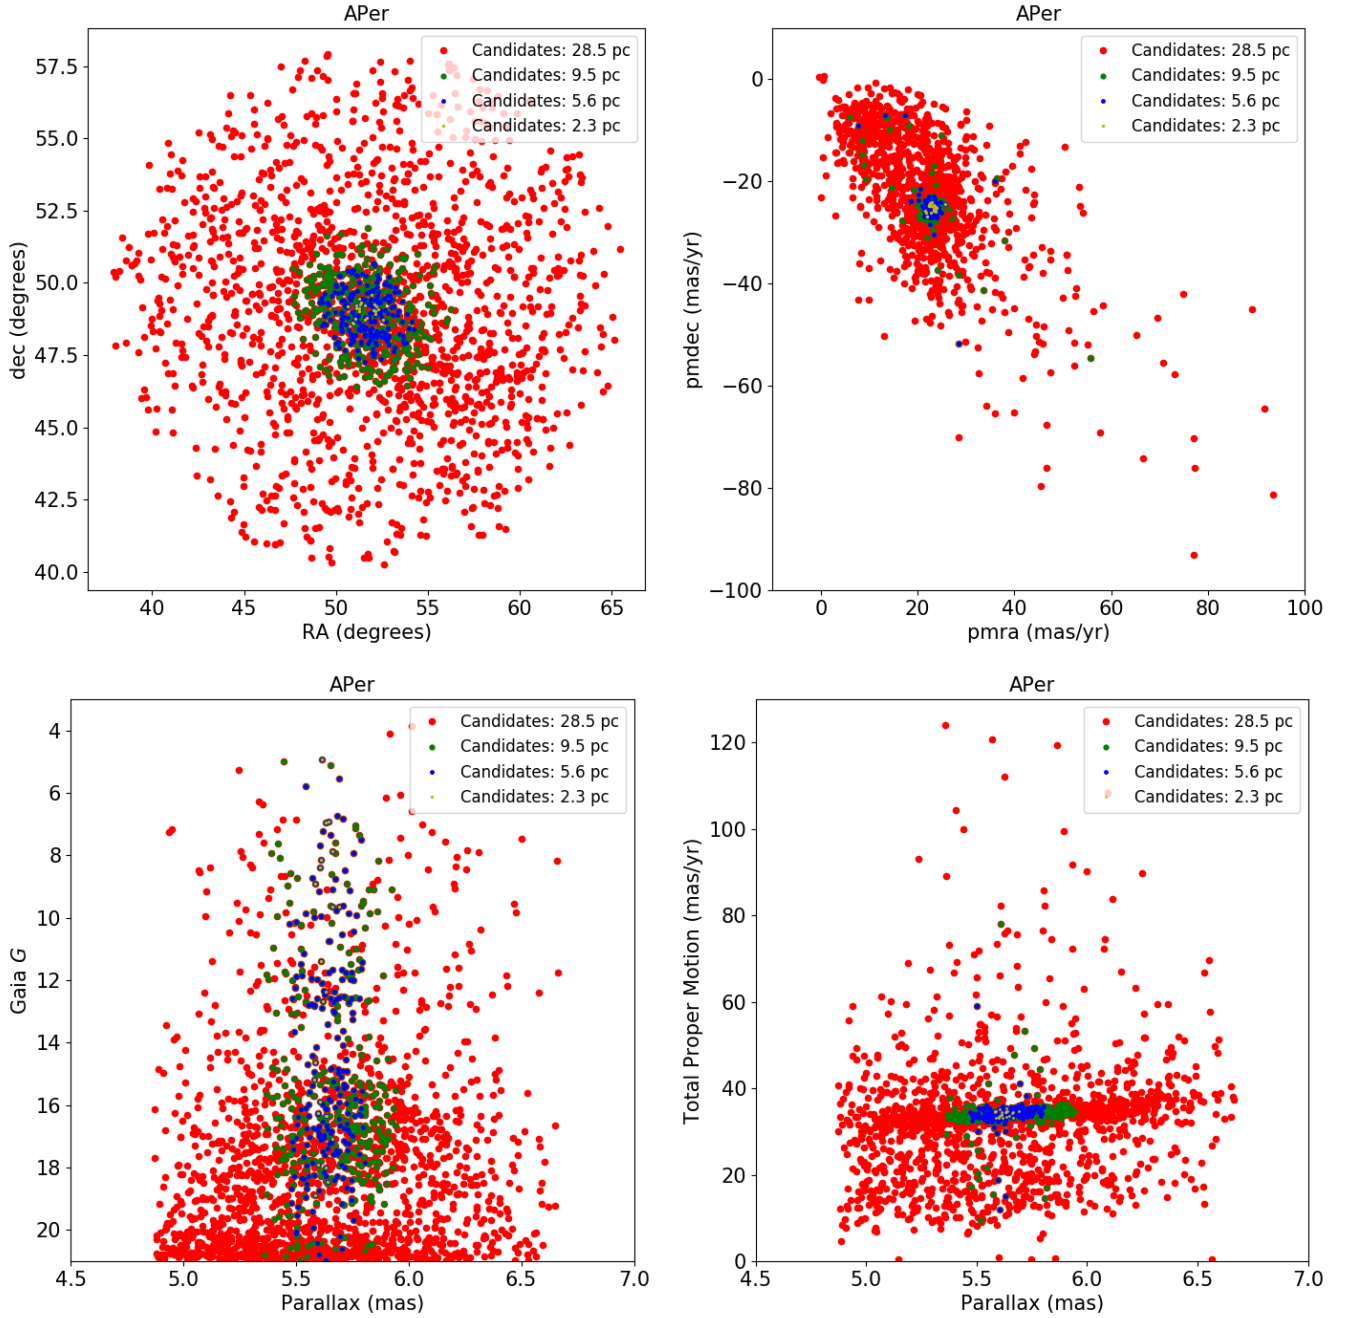 APer
57.5
55.0
52.5
50.0
47.5
45.0
42.5
40.0
dec (degrees)
40 45 50 55 60 65
RA (degrees)
Candidates: 28.5 pc
Candidates: 9.5 pc
Candidates: 5.6 pc
Candidates: 2.3 pc
APer
0
−20
−40
−60
−80
−100
pmdec (mas/yr)
0 20 40 60 80 100
pmra (mas/yr)
Candidates: 28.5 pc
Candidates: 9.5 pc
Candidates: 5.6 pc
Candidates: 2.3 pc
APer
4
6
8
10
12
14
16
18
20
Gaia G
4.5 5.0 5.5 6.0 6.5 7.0
Parallax (mas)
Candidates: 28.5 pc
Candidates: 9.5 pc
Candidates: 5.6 pc
Candidates: 2.3 pc
APer
120
100
80
60
40
20
0
Total Proper Motion (mas/yr)
4.5 5.0 5.5 6.0 6.5 7.0
Parallax (mas)
Candidates: 28.5 pc
Candidates: 9.5 pc
Candidates: 5.6 pc
Candidates: 2.3 pc